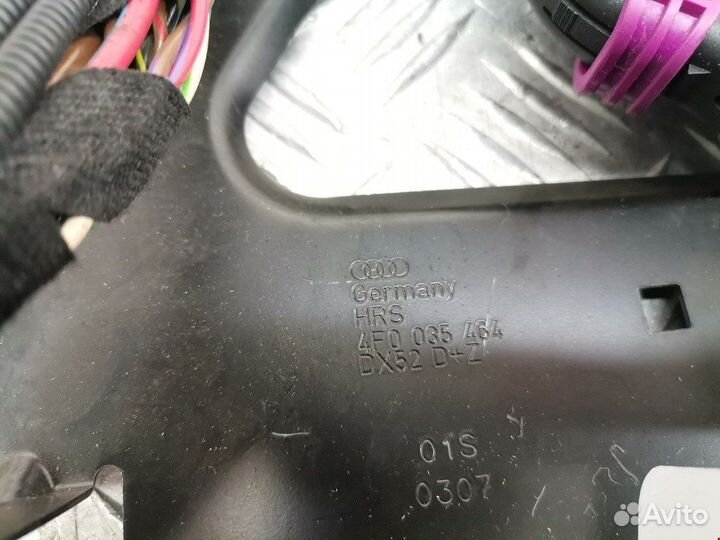 Germany
HRS
4F0 035 464
DX52 D+Z
01S
0307
Avito